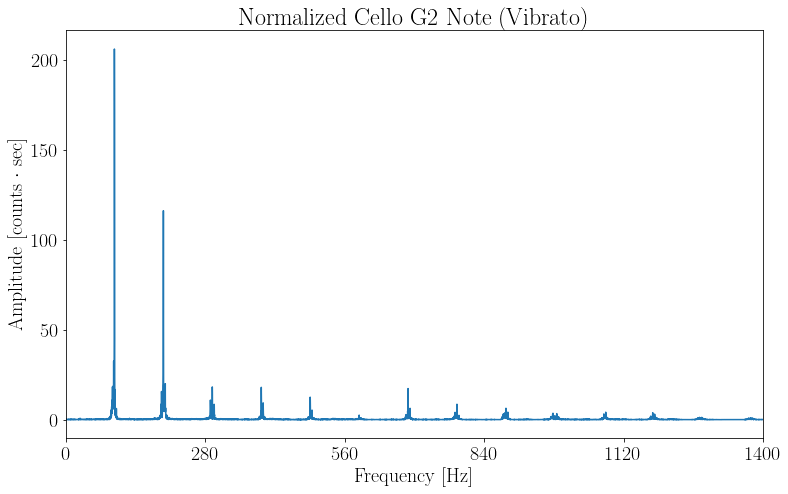 Normalized Cello G2 Note (Vibrato)
Amplitude [counts · sec]
200
150
100
50
0
0 280 560 840 1120 1400
Frequency [Hz]